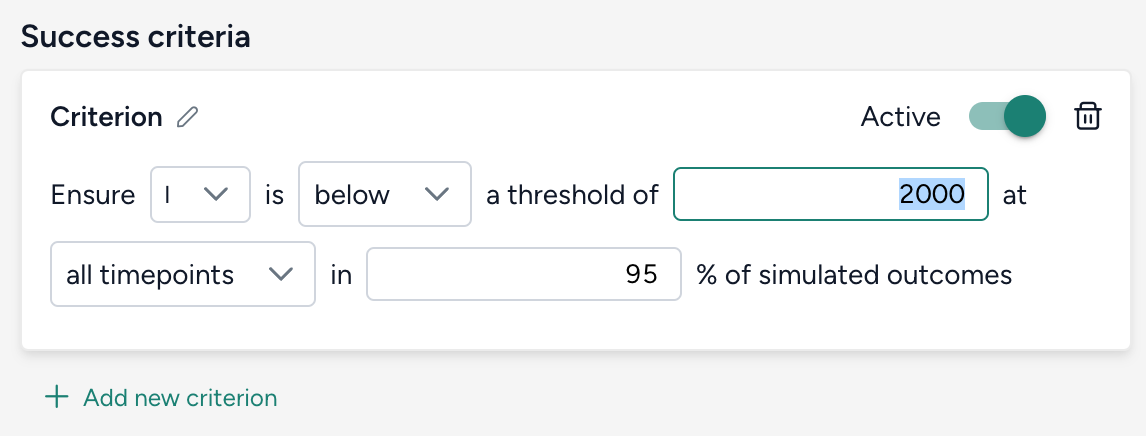 Success criteria
Criterion Active
Ensure I is below a threshold of 2000 at
all timepoints in 95 % of simulated outcomes
Add new criterion